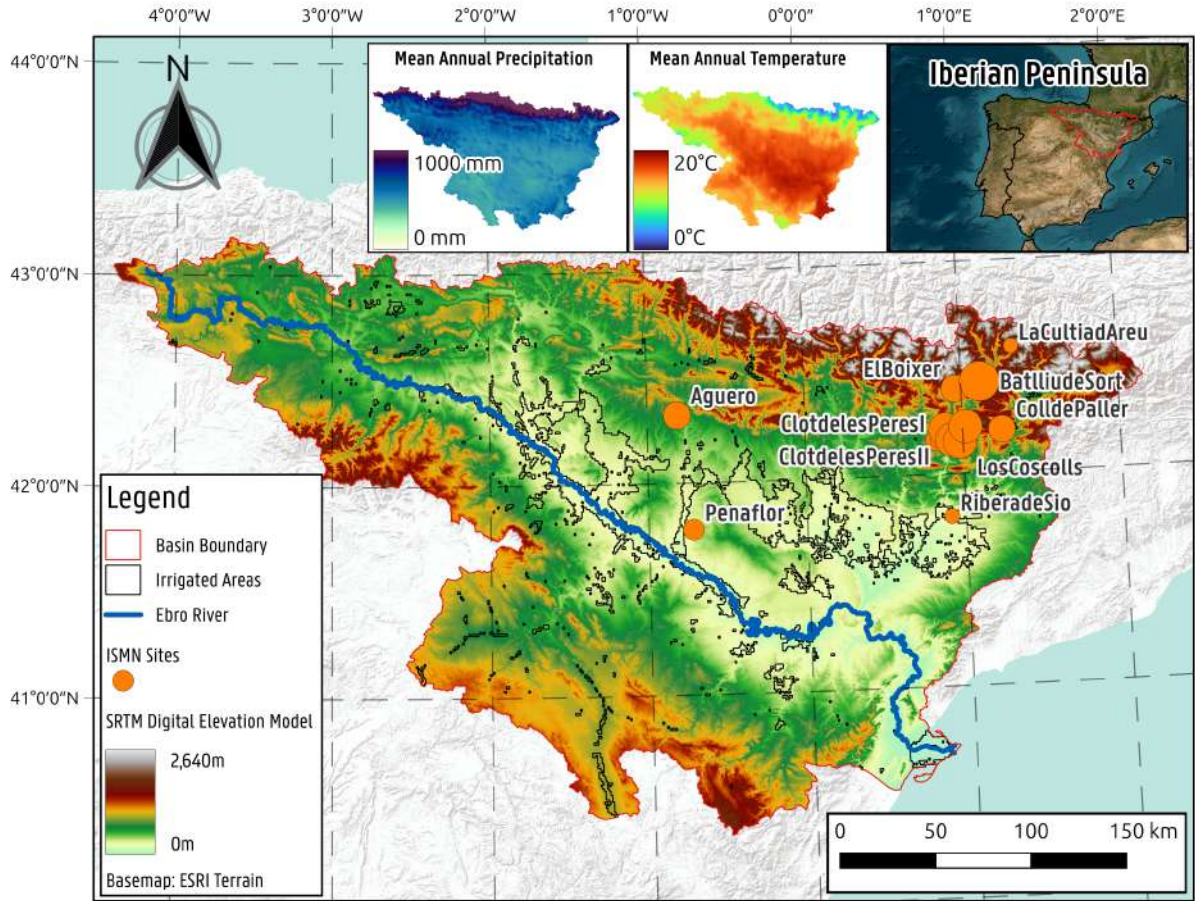 4°0'0"W 3°0'0"W 2°0'0"W 1°0'0"W 0°0'0" 1°0'0"E 2°0'0"E
44°0'0"N
43°0'0"N
42°0'0"N
41°0'0"N
N
Mean Annual Precipitation
1000 mm
0 mm
Mean Annual Temperature
20°C
0°C
Iberian Peninsula
LaCultiadAreu
ElBoixer
BatlliudeSort
Aguero
CollddePaller
ClotdelesPeresI
ClotdelesPeresII
LosCoscolls
RiberadeSio
Penaflor
Legend
Basin Boundary
Irrigated Areas
Ebro River
ISMN Sites
SRTM Digital Elevation Model
2,640m
0m
Basemap: ESRI Terrain
0 50 100 150 km